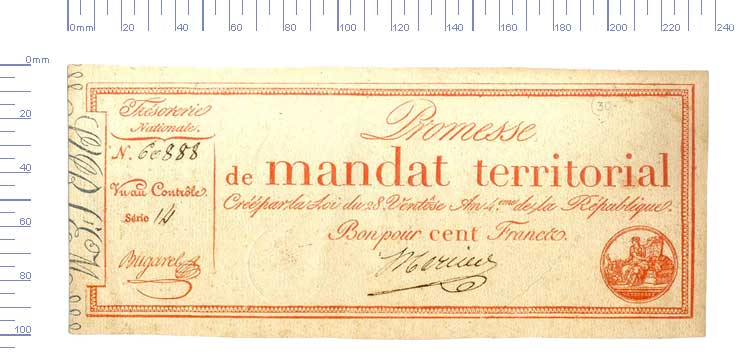 0mm 20 40 60 80 100 120 140 160 180 200 220 240
0mm
20
40
60
80
100
Trésorerie
Nationale.
N. 60888
Vu au Contrôle.
Série 14
Bugarel
30
Promesse
de mandat territorial
Créé par la Loi du 28 Ventôse An 4.eme de la République.
Bon pour cent Francs.